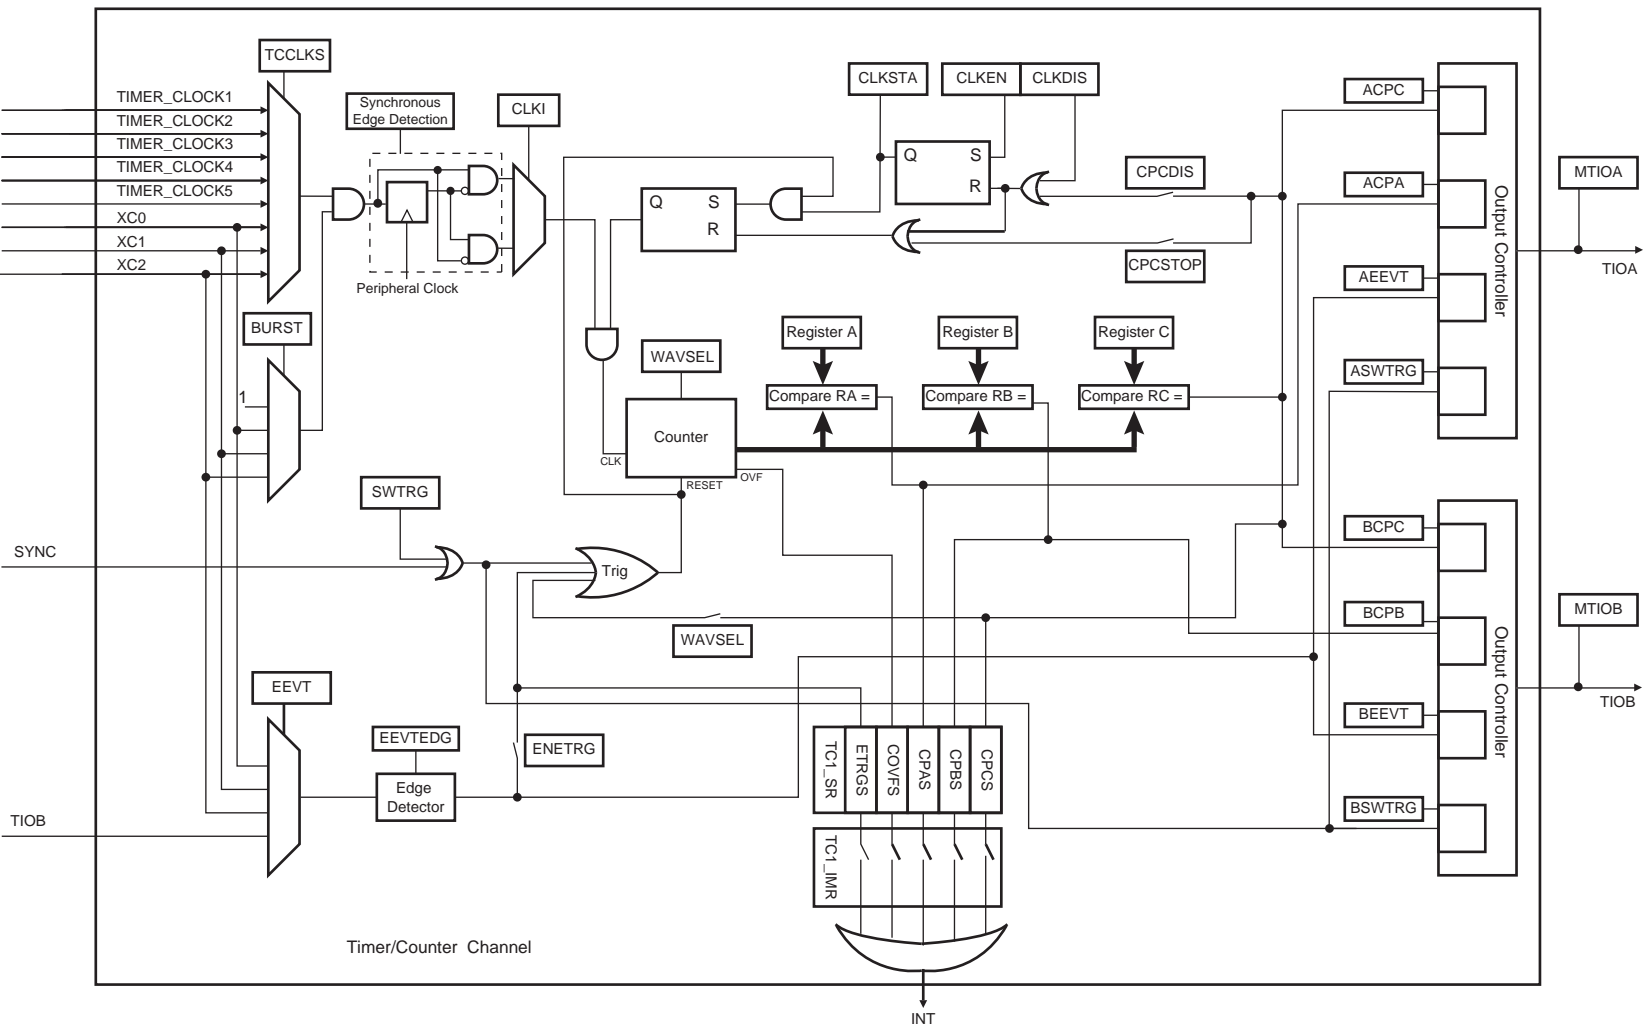 TCCLKS
TIMER_CLOCK1
TIMER_CLOCK2
TIMER_CLOCK3
TIMER_CLOCK4
TIMER_CLOCK5
XC0
XC1
XC2
Synchronous
Edge Detection
CLKI
Peripheral Clock
BURST
1
CLKSTA
CLKEN
CLKDIS
Q
S
R
Q
S
R
CPCDIS
CPCSTOP
Register A
Register B
Register C
Compare RA =
Compare RB =
Compare RC =
WAVSEL
Counter
CLK
RESET
OVF
SWTRG
SYNC
Trig
WAVSEL
EEVT
EEVTEDG
Edge
Detector
ENETRG
TIOB
TC1_SR
ETRGS
COVFS
CPAS
CPBS
CPCS
TC1_IMR
INT
ACPC
ACPA
AEEVT
ASWTRG
Output Controller
MTIOA
TIOA
BCPC
BCPB
BEEVT
BSWTRG
Output Controller
MTIOB
TIOB
Timer/Counter Channel